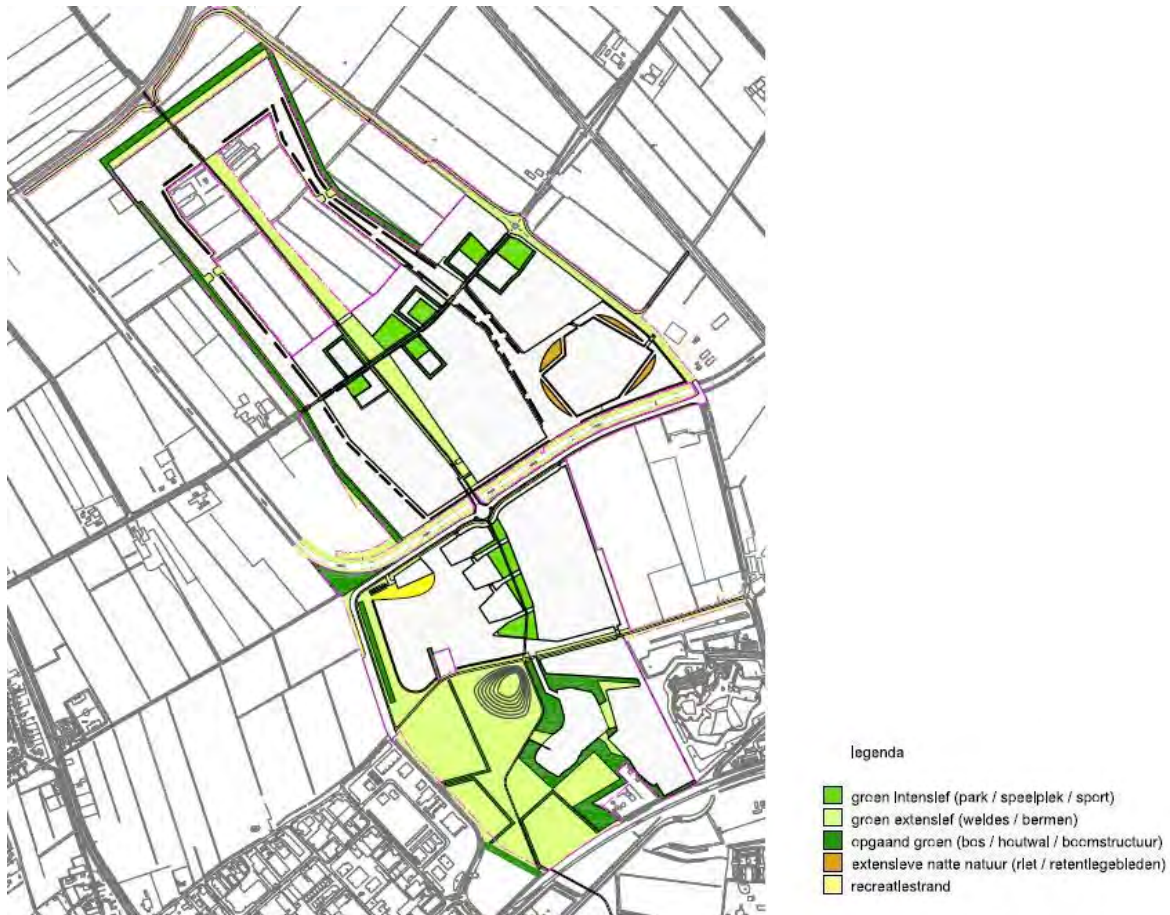 legenda
groen intensief (park / speelplek / sport)
groen extensief (weides / bermen)
opgaand groen (bos / houtwal / boomstructuur)
extensieve natte natuur (riet / retentiegebieden)
recreatiestrand